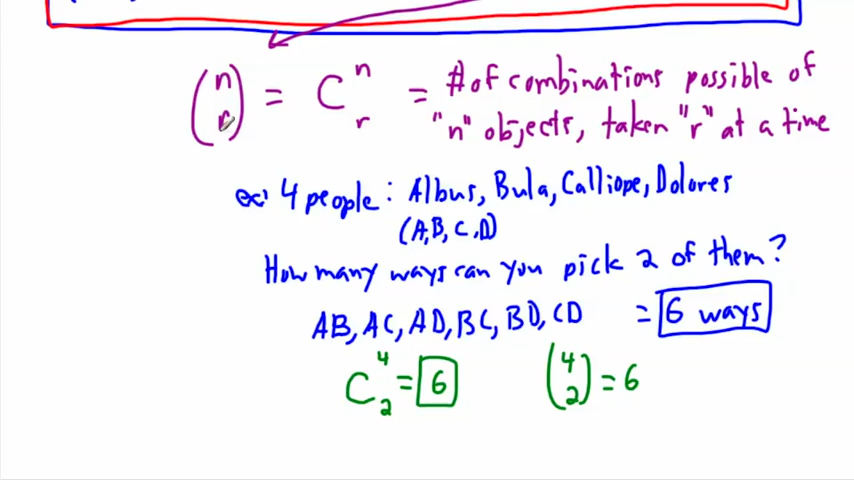 (n r) = C n r = # of combinations possible of
"n" objects, taken "r" at a time
ex: 4 people: Albus, Bula, Calliope, Dolores
(A,B,C,D)
How many ways can you pick 2 of them?
AB, AC, AD, BC, BD, CD = 6 ways
C 4 2 = 6 (4 2) = 6